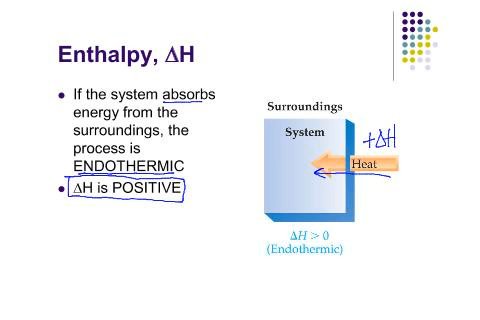 Enthalpy, ΔH
● If the system absorbs
energy from the
surroundings, the
process is
ENDOTHERMIC
● ΔH is POSITIVE
Surroundings
System
+ΔH
Heat
ΔH > 0
(Endothermic)